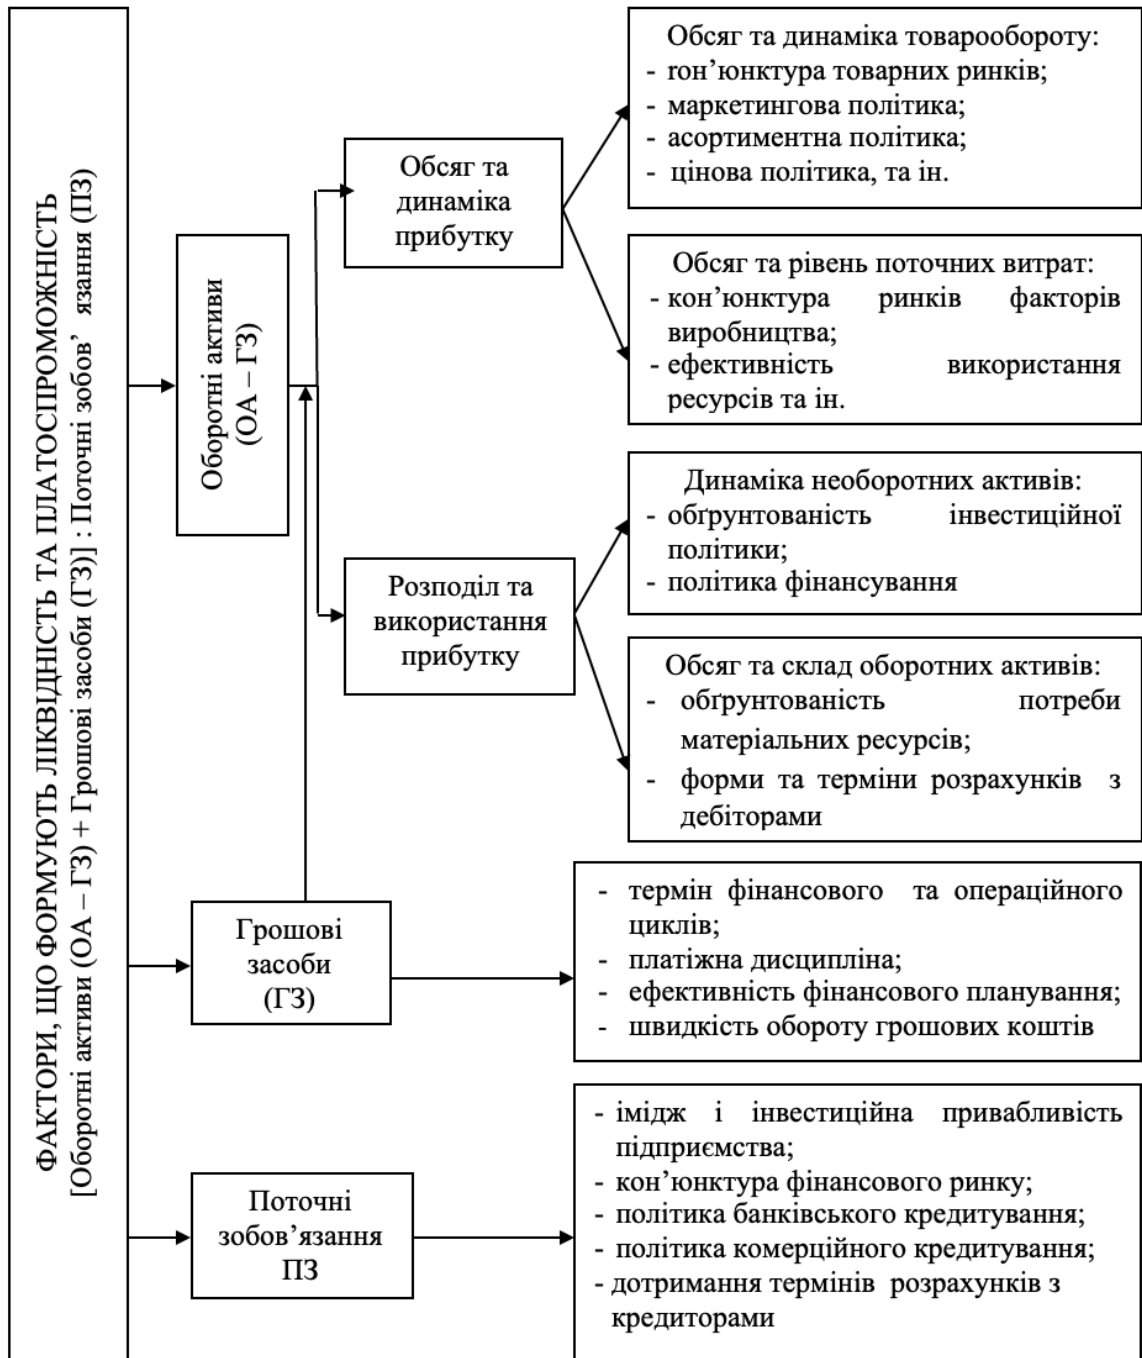 ФАКТОРИ, ЩО ФОРМУЮТЬ ЛІКВІДНІСТЬ ТА ПЛАТОСПРОМОЖНІСТЬ
[Оборотні активи (ОА – ГЗ) + Грошові засоби (ГЗ)] : Поточні зобов’ язання (ПЗ)
Оборотні активи
(ОА – ГЗ)
Обсяг та
динаміка
прибутку
Обсяг та динаміка товарообороту:
- гон’юнктура товарних ринків;
- маркетингова політика;
- асортиментна політика;
- цінова політика, та ін.
Обсяг та рівень поточних витрат:
- кон’юнктура ринків факторів
виробництва;
- ефективність використання
ресурсів та ін.
Розподіл та
використання
прибутку
Динаміка необоротних активів:
- обґрунтованість інвестиційної
політики;
- політика фінансування
Обсяг та склад оборотних активів:
- обґрунтованість потреби
матеріальних ресурсів;
- форми та терміни розрахунків з
дебіторами
Грошові
засоби
(ГЗ)
- термін фінансового та операційного
циклів;
- платіжна дисципліна;
- ефективність фінансового планування;
- швидкість обороту грошових коштів
Поточні
зобов’язання
ПЗ
- імідж і інвестиційна привабливість
підприємства;
- кон’юнктура фінансового ринку;
- політика банківського кредитування;
- політика комерційного кредитування;
- дотримання термінів розрахунків з
кредиторами